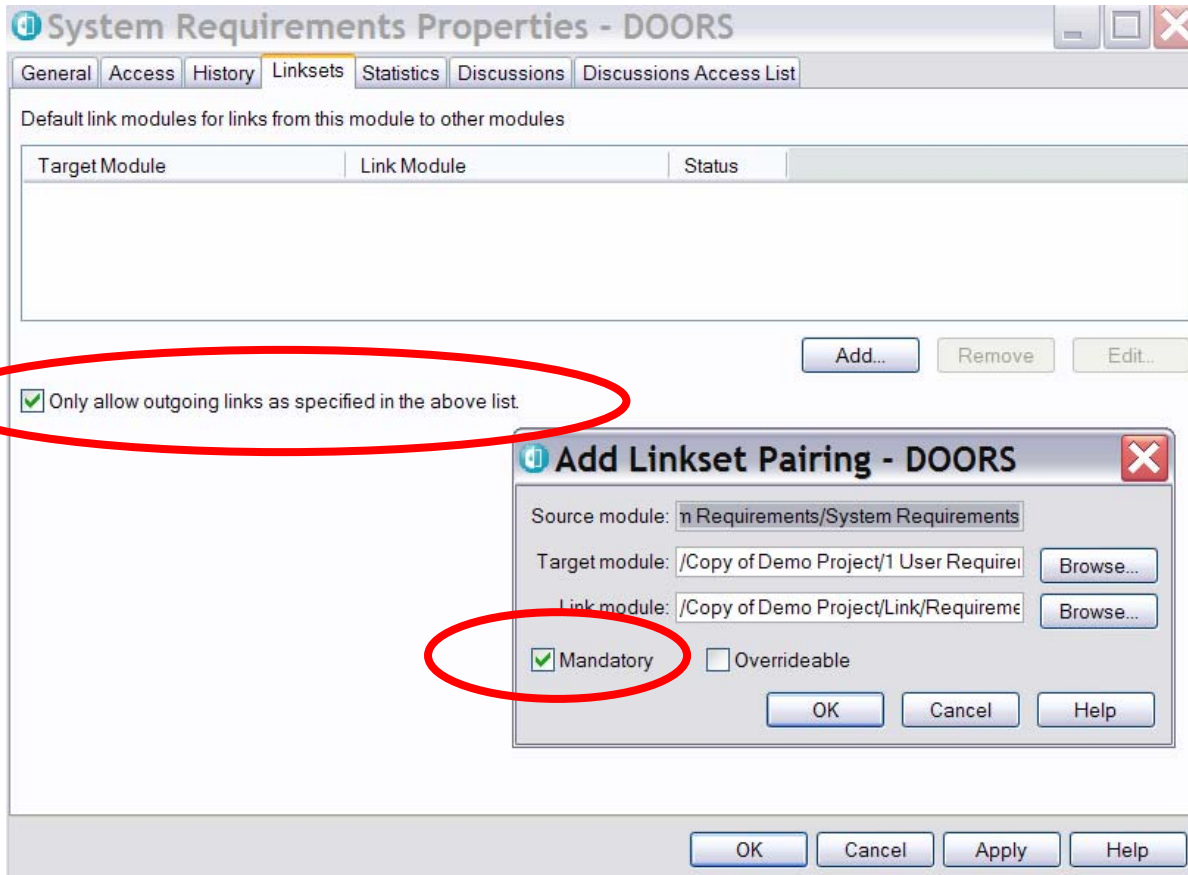 System Requirements Properties - DOORS
General Access History Linksets Statistics Discussions Discussions Access List
Default link modules for links from this module to other modules
Target Module Link Module Status
Add... Remove Edit...
Only allow outgoing links as specified in the above list.
Add Linkset Pairing - DOORS
Source module: n Requirements/System Requirements
Target module: /Copy of Demo Project/1 User Requirer Browse...
Link module: /Copy of Demo Project/Link/Requireme Browse...
Mandatory Overrideable
OK Cancel Help
OK Cancel Apply Help